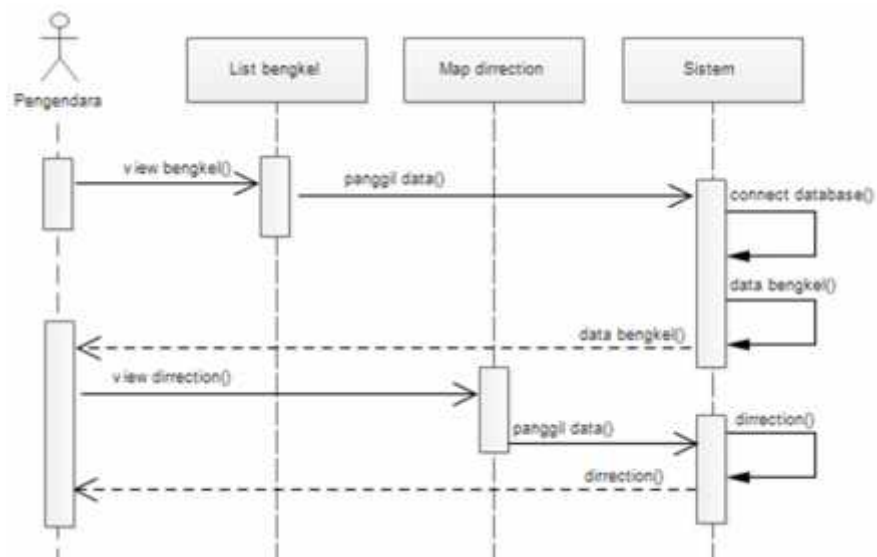 Pengendara
List bengkel
Map dirrection
Sistem
view bengkel()
panggil data()
connect database()
data bengkel()
data bengkel()
view dirrection()
panggil data()
dirrection()
dirrection()